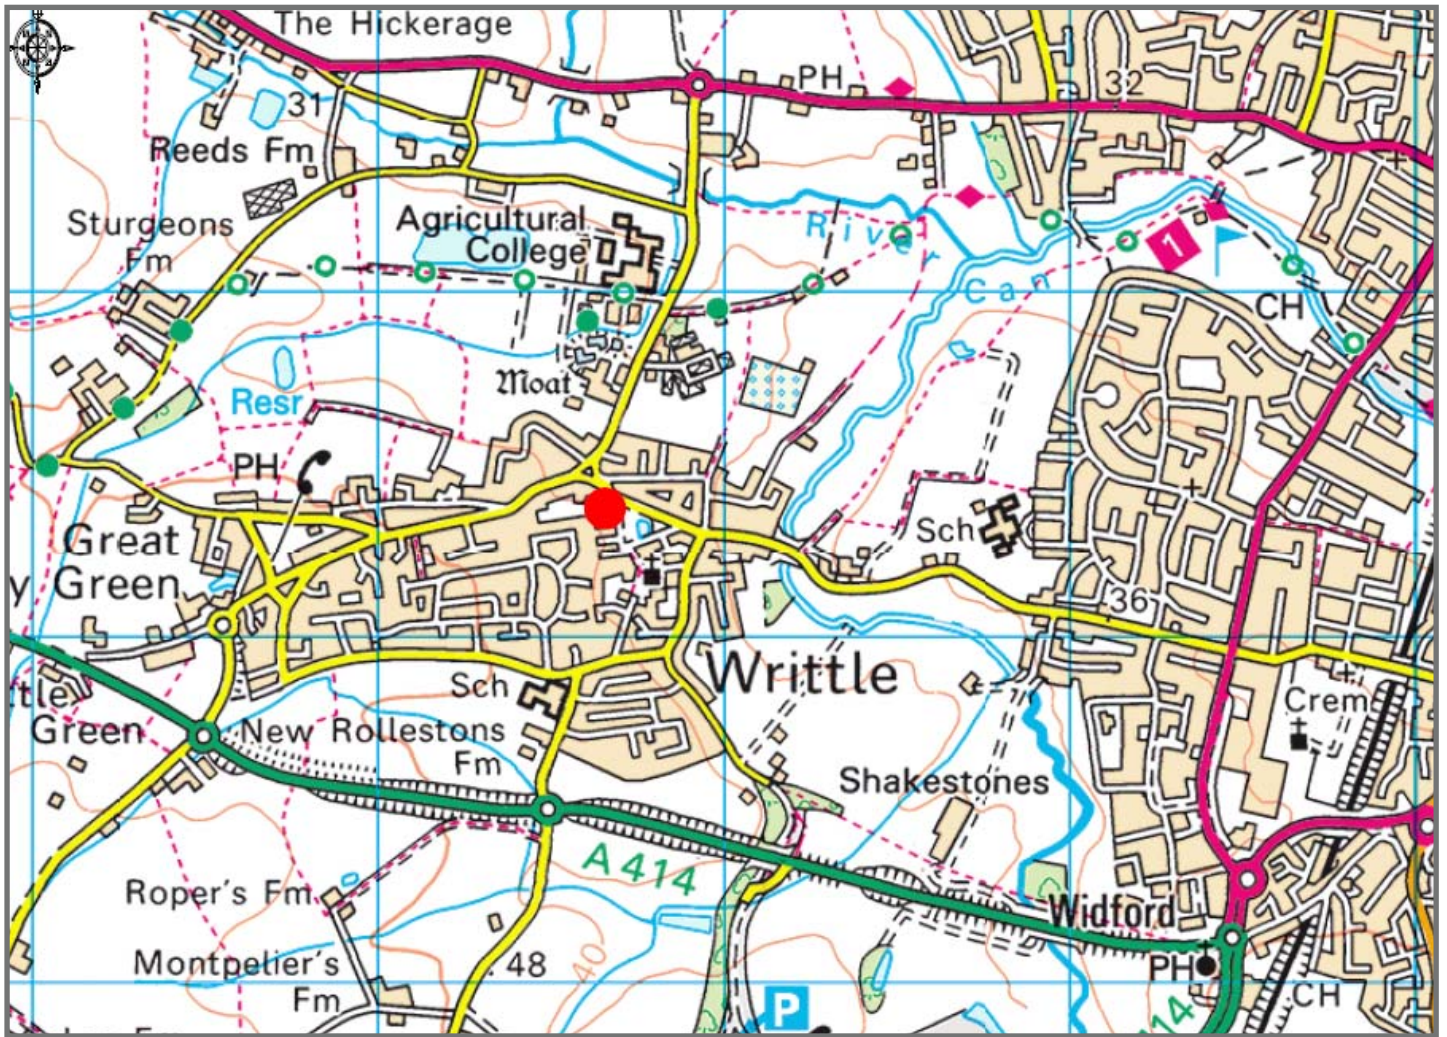 The Hickerage
PH
32
31
Reeds Fm
Sturgeons
Fm
Agricultural
College
River
Can
1
CH
Moat
Resr
PH
Great
Green
y
Sch
36
Writtle
Sch
ttle
Green
New Rollestons
Fm
Crem
Shakestones
A 414
Roper's Fm
Widford
Montpelier's
Fm
48
40
PH
CH
P
14